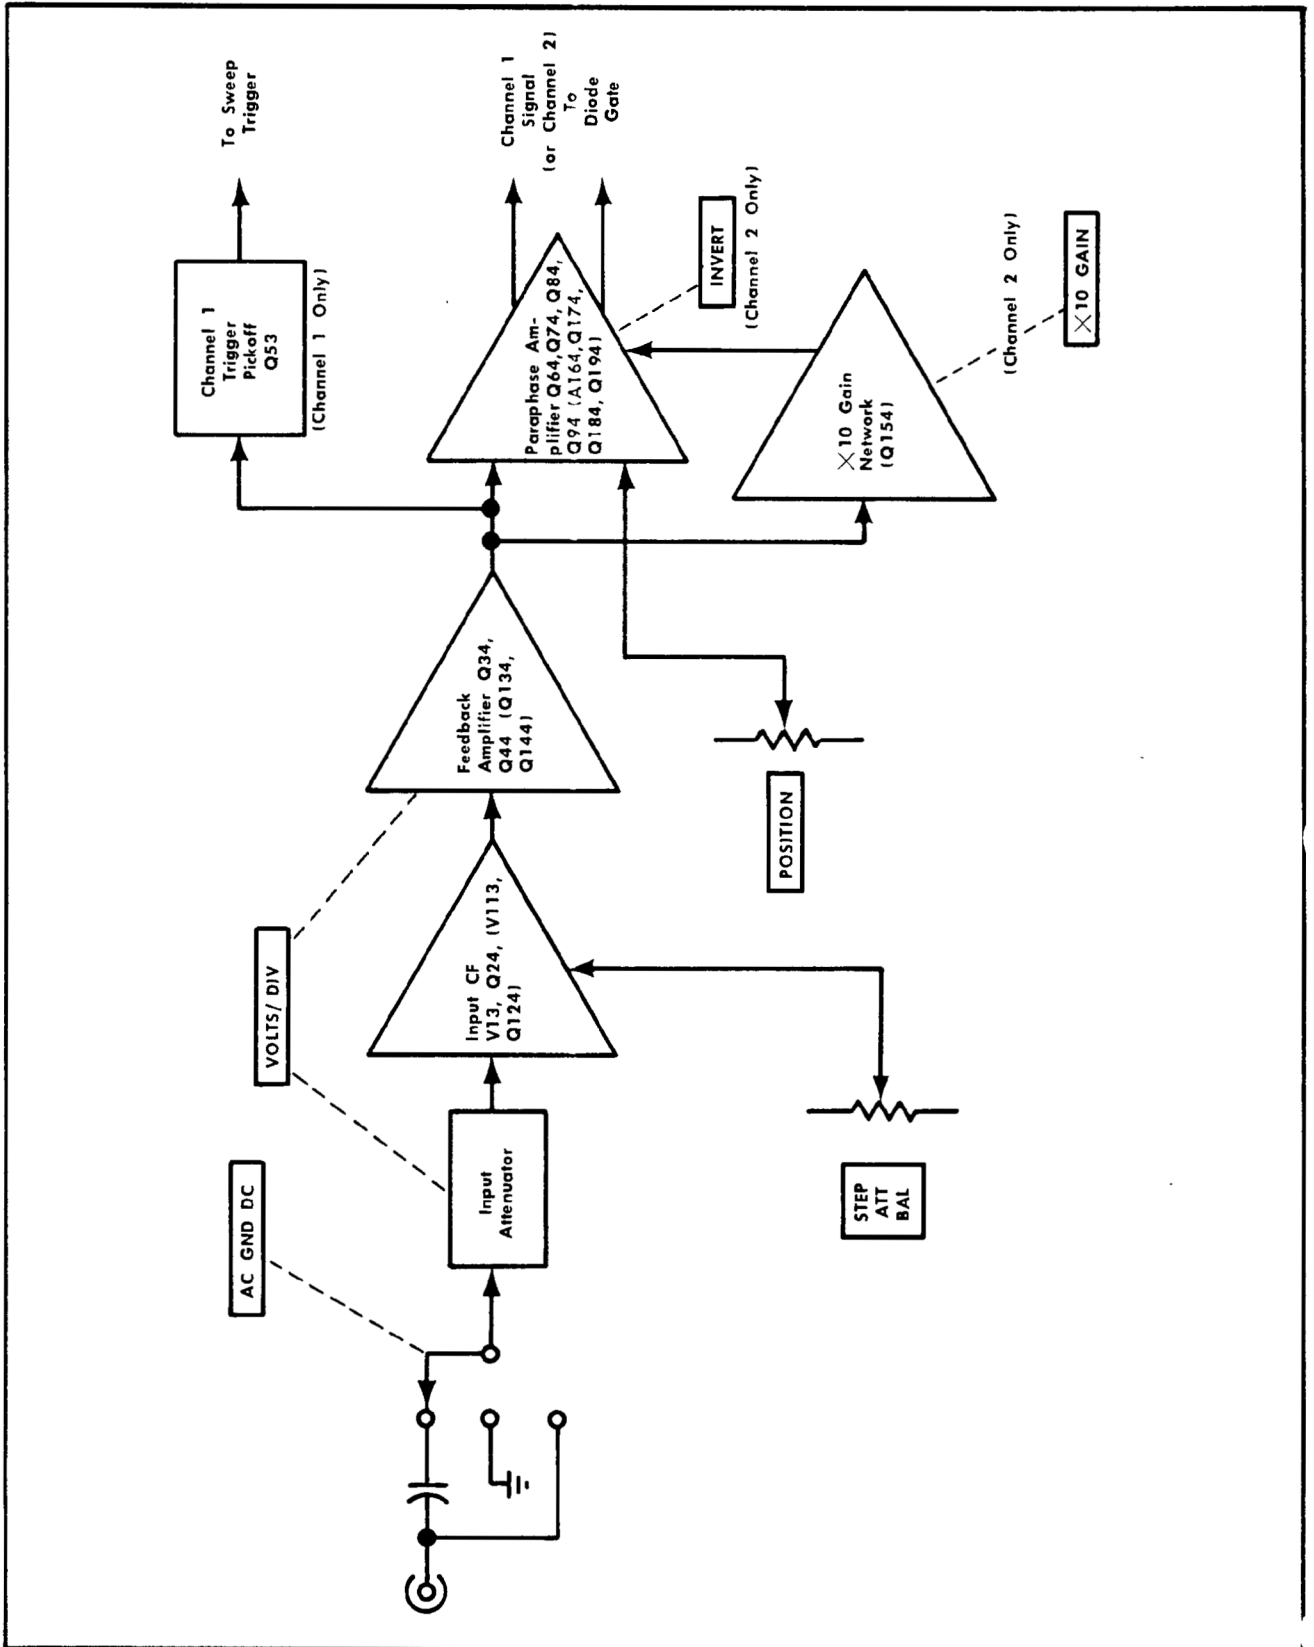 To Sweep
Trigger
Channel 1
Trigger
Pickoff
Q53
(Channel 1 Only)
Channel 1
Signal
(or Channel 2)
To
Diode
Gate
Paraphase Am-
plifier Q64,Q74, Q84,
Q94 (A164,Q174,
Q184, Q194)
INVERT
(Channel 2 Only)
X10 Gain
Network
(Q154)
(Channel 2 Only)
X10 GAIN
Feedback
Amplifier Q34,
Q44 (Q134,
Q144)
POSITION
VOLTS/ DIV
Input CF
V13, Q24, (V113,
Q124)
AC GND DC
Input
Attenuator
STEP
ATT
BAL